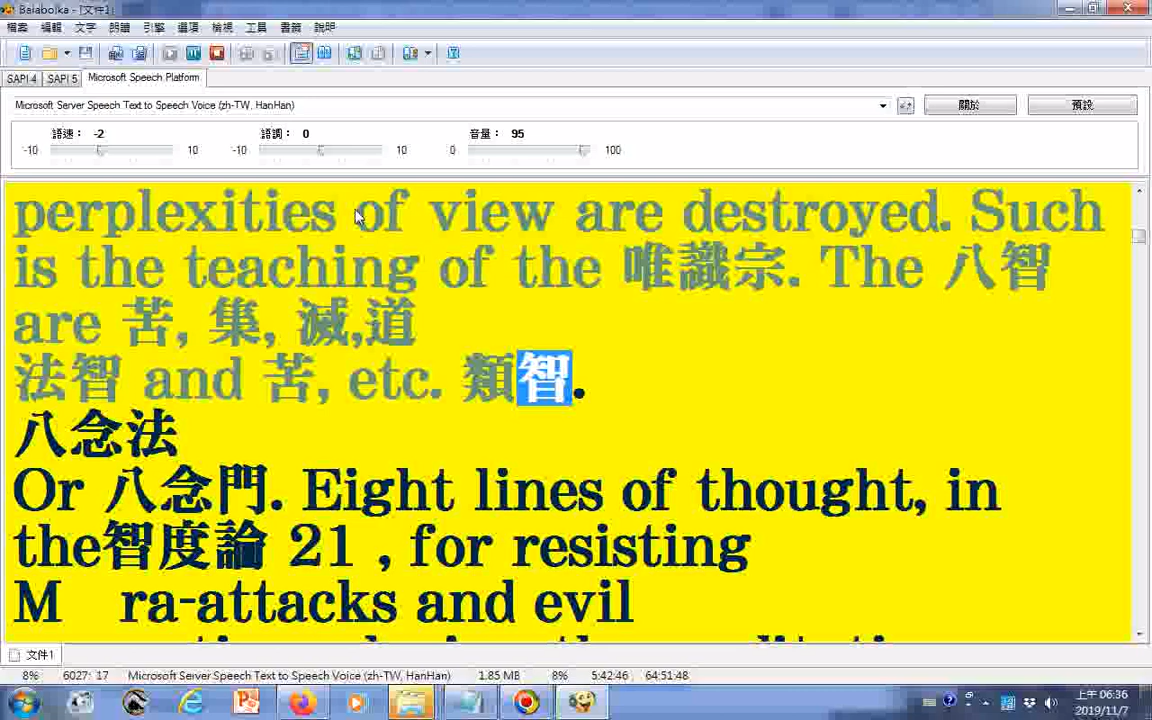 Balabolka - [文件1]
檔案 編輯 文字 朗讀 引擎 選項 檢視 工具 書籤 說明
SAPI 4 SAPI 5 Microsoft Speech Platform
Microsoft Server Speech Text to Speech Voice (zh-TW, HanHan) 關於 預設
語速： -2 語調： 0 音量： 95
-10 10 -10 10 0 100
perplexities of view are destroyed. Such
is the teaching of the 唯識宗. The 八智
are 苦, 集, 滅,道
法智 and 苦, etc. 類智.
八念法
Or 八念門. Eight lines of thought, in
the智度論 21 , for resisting
M ra-attacks and evil
文件1
8% 6027: 17 Microsoft Server Speech Text to Speech Voice (zh-TW, HanHan) 1.85 MB 8% 5:42:46 64:51:48
上午 06:36
2019/11/7